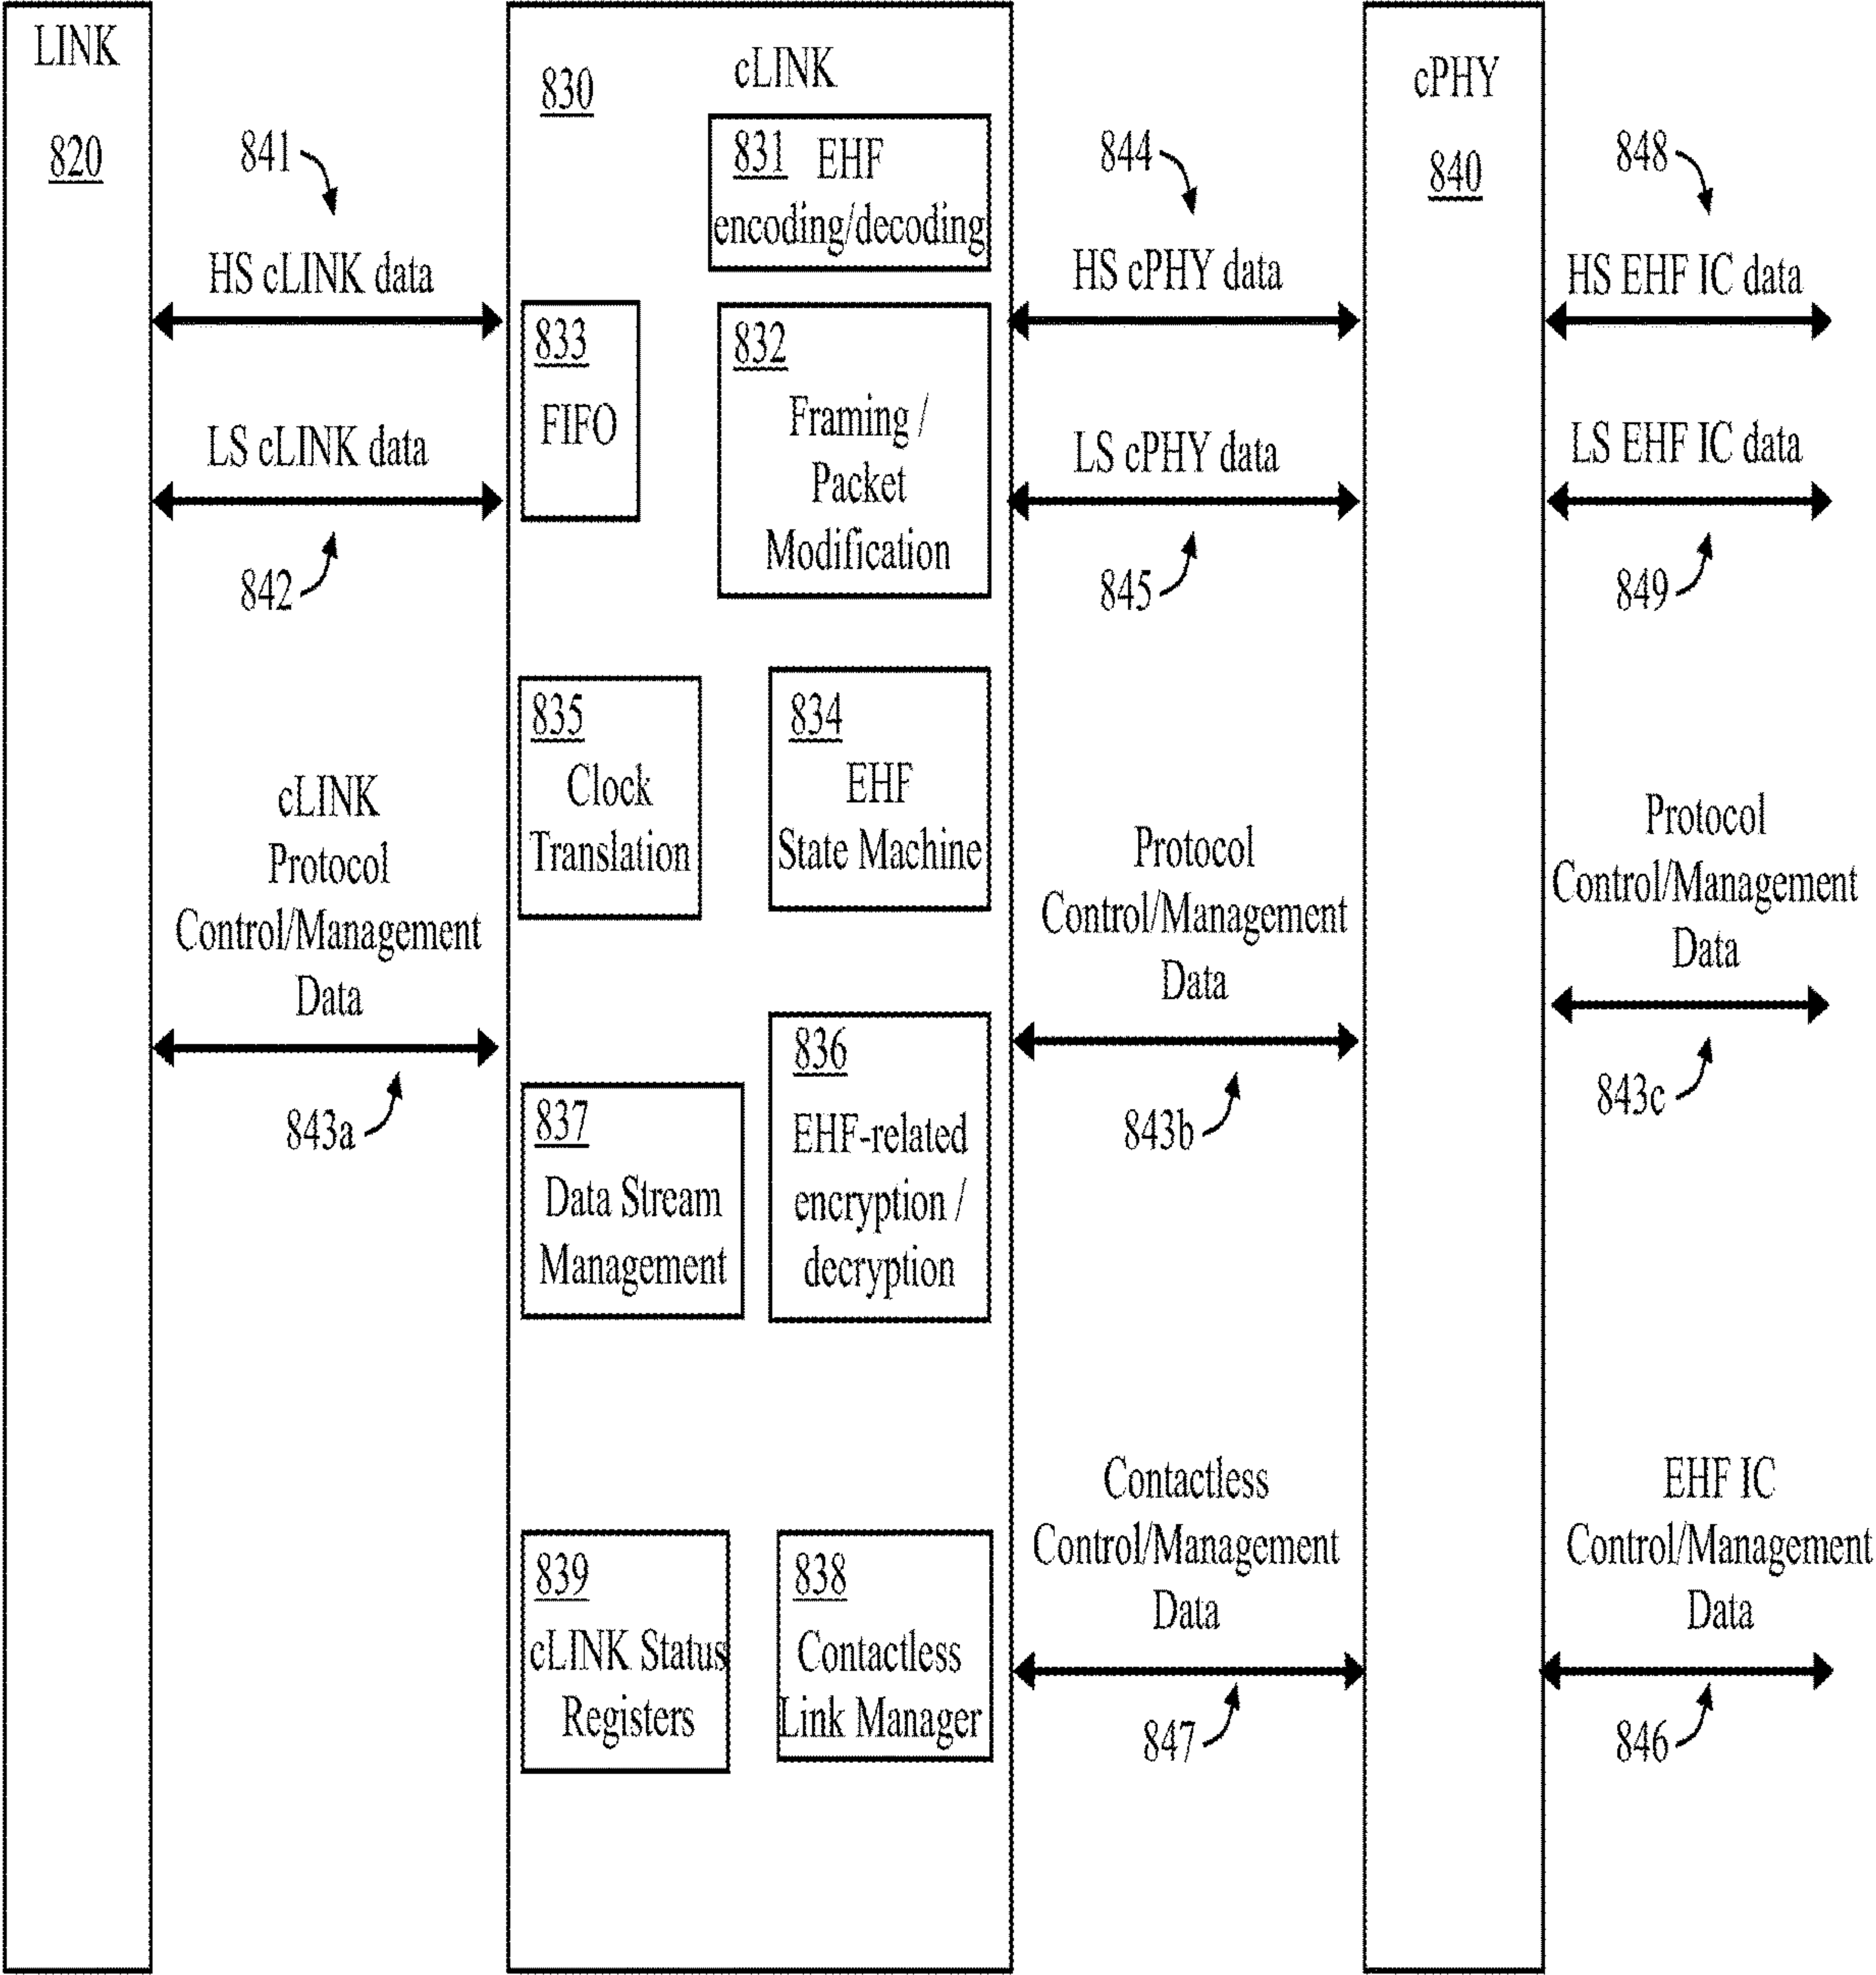 LINK
820
841
HS cLINK data
LS cLINK data
842
cLINK
Protocol
Control/Management
Data
843a
830
cLINK
831
EHF
encoding/decoding
833
FIFO
832
Framing /
Packet
Modification
835
Clock
Translation
834
EHF
State Machine
837
Data Stream
Management
836
EHF-related
encryption /
decryption
839
cLINK Status
Registers
838
Contactless
Link Manager
844
HS cPHY data
LS cPHY data
845
Protocol
Control/Management
Data
843b
Contactless
Control/Management
Data
847
cPHY
840
848
HS EHF IC data
LS EHF IC data
849
Protocol
Control/Management
Data
843c
EHF IC
Control/Management
Data
846